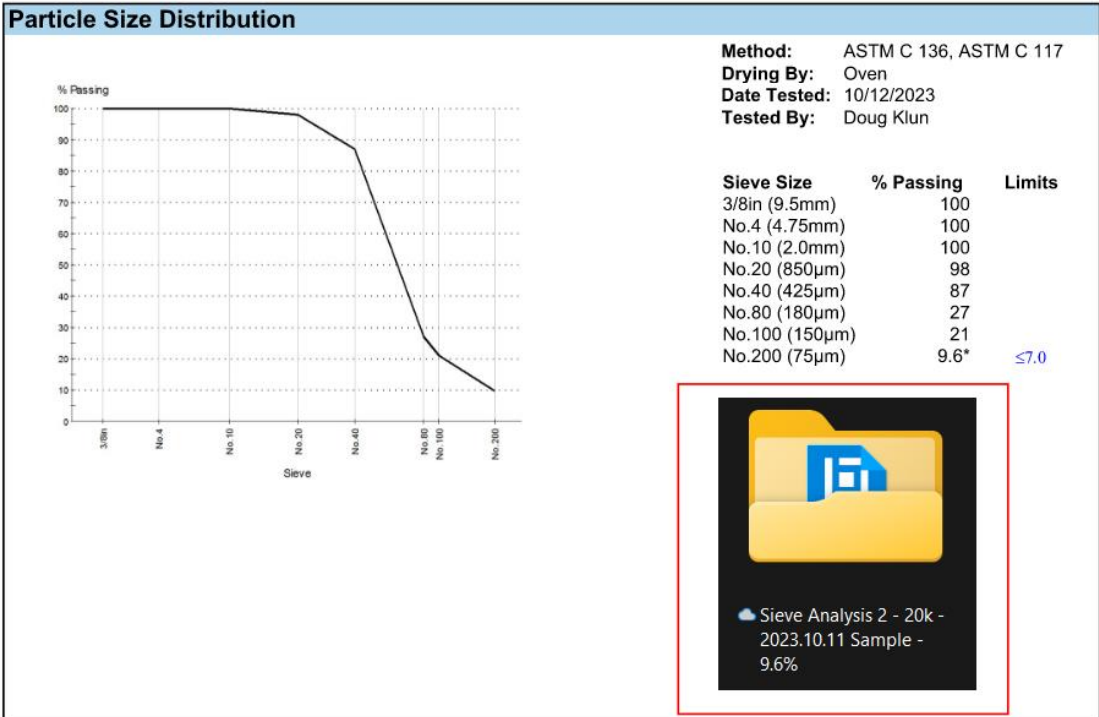 Particle Size Distribution
Method: ASTM C 136, ASTM C 117
Drying By: Oven
Date Tested: 10/12/2023
Tested By: Doug Klun
% Passing
100
90
80
70
60
50
40
30
20
10
0
3/8in
No.4
No.10
No.20
No.40
No.80
No.100
No.200
Sieve
Sieve Size % Passing Limits
3/8in (9.5mm) 100
No.4 (4.75mm) 100
No.10 (2.0mm) 100
No.20 (850µm) 98
No.40 (425µm) 87
No.80 (180µm) 27
No.100 (150µm) 21
No.200 (75µm) 9.6* ≤7.0
Sieve Analysis 2 - 20k -
2023.10.11 Sample -
9.6%